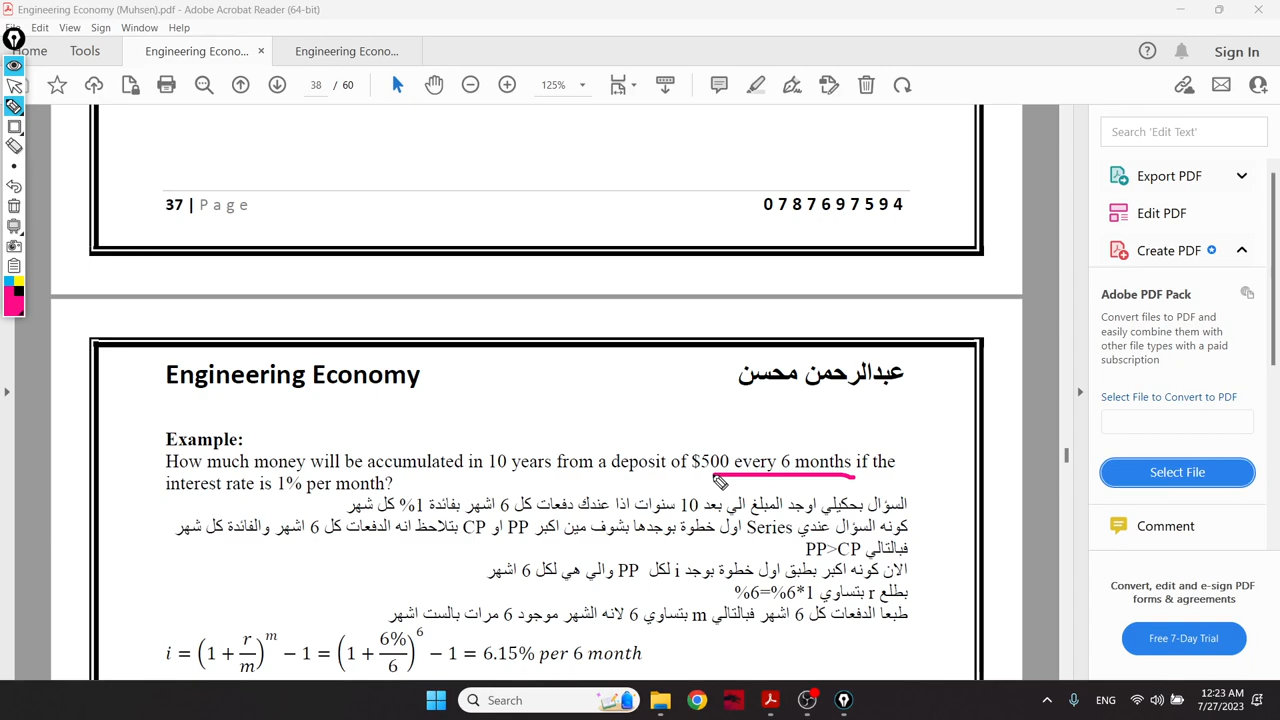 Engineering Economy (Muhsen).pdf - Adobe Acrobat Reader (64-bit)
File Edit View Sign Window Help
Home Tools Engineering Econo... × Engineering Econo... Sign In
38 / 60 125%
Search 'Edit Text'
Export PDF
Edit PDF
Create PDF
Adobe PDF Pack
Convert files to PDF and
easily combine them with
other file types with a paid
subscription
Select File to Convert to PDF
Select File
Comment
Convert, edit and e-sign PDF
forms & agreements
Free 7-Day Trial
37 | Page 0787697594
Engineering Economy عبدالرحمن محسن
Example:
How much money will be accumulated in 10 years from a deposit of $500 every 6 months if the
interest rate is 1% per month?
السؤال بحكيلي اوجد المبلغ الي بعد 10 سنوات اذا عندك دفعات كل 6 اشهر بفائدة 1% كل شهر
كونه السؤال عندي Series اول خطوة بوجدها بشوف مين اكبر PP او CP بتلاحظ انه الدفعات كل 6 اشهر والفائدة كل شهر
فبالتالي PP>CP
الان كونه اكبر بطبق اول خطوة بوجد i لكل PP والي هي لكل 6 اشهر
بطلع r بتساوي 1*6%=6%
طبعا الدفعات كل 6 اشهر فبالتالي m بتساوي 6 لانه الشهر موجود 6 مرات بالست اشهر
i = (1 + r/m)^m − 1 = (1 + 6%/6)^6 − 1 = 6.15% per 6 month
Search
ENG
12:23 AM
7/27/2023